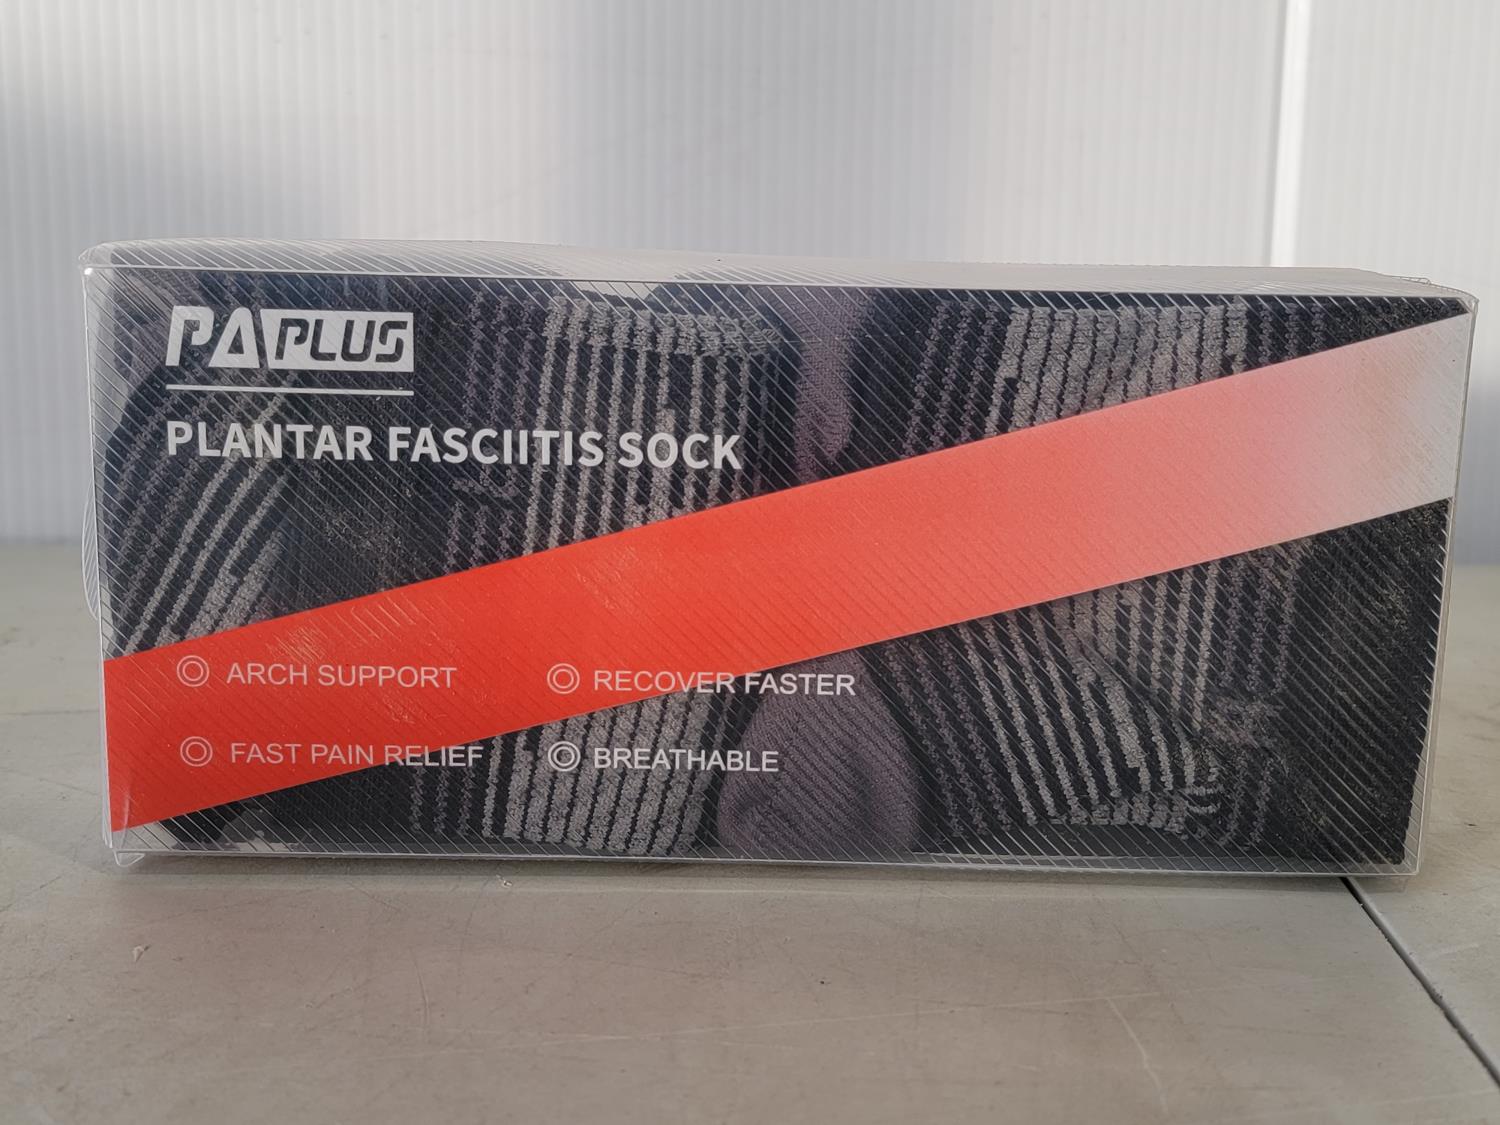 PAPLUS
PLANTAR FASCIITIS SOCK
ARCH SUPPORT
RECOVER FASTER
FAST PAIN RELIEF
BREATHABLE